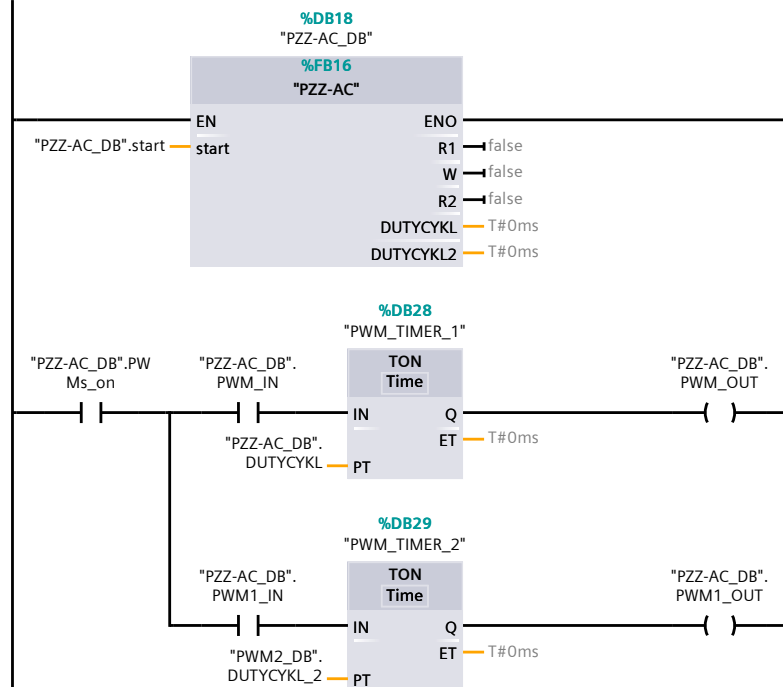 %DB18
"PZZ-AC_DB"
%FB16
"PZZ-AC"
EN ENO
"PZZ-AC_DB".start start R1 false
W false
R2 false
DUTYCYKL T#0ms
DUTYCYKL2 T#0ms
%DB28
"PWM_TIMER_1"
"PZZ-AC_DB".PW "PZZ-AC_DB". TON "PZZ-AC_DB".
Ms_on PWM_IN Time PWM_OUT
IN Q
"PZZ-AC_DB". ET T#0ms
DUTYCYKL PT
%DB29
"PWM_TIMER_2"
"PZZ-AC_DB". TON "PZZ-AC_DB".
PWM1_IN Time PWM1_OUT
IN Q
"PWM2_DB". ET T#0ms
DUTYCYKL_2 PT